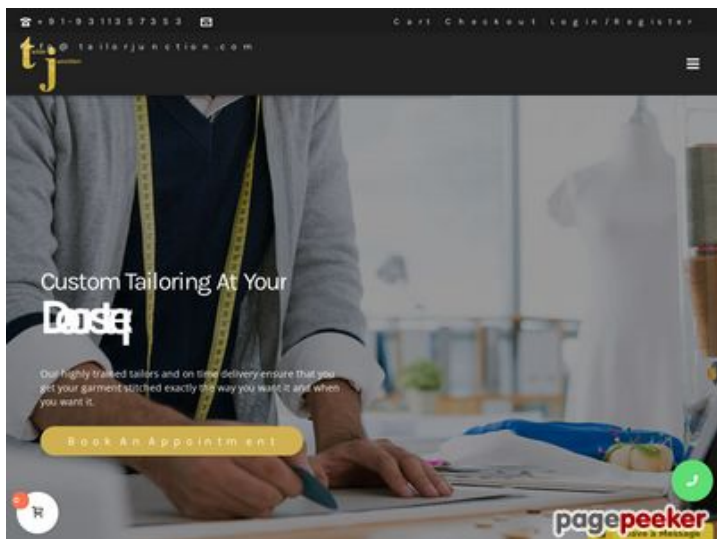 +91-9311357353
Cart Checkout Login/Register
@tailorjunction.com
tj
Custom Tailoring At Your
Our highly trained tailors and on time delivery ensure that you
get your garment stitched exactly the way you want it and when
you want it.
Book An Appointment
0
pagepeeker
a Message